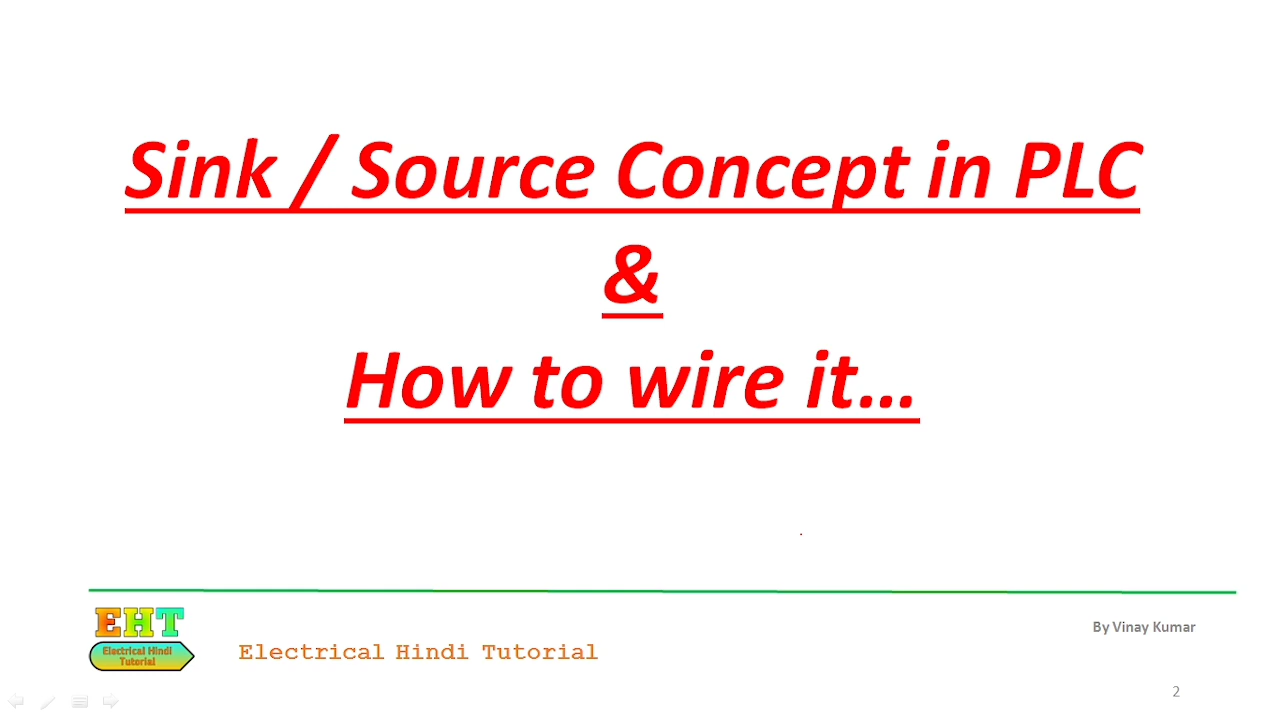 Sink / Source Concept in PLC
&
How to wire it...
EHT
Electrical Hindi
Tutorial
Electrical Hindi Tutorial
By Vinay Kumar
2